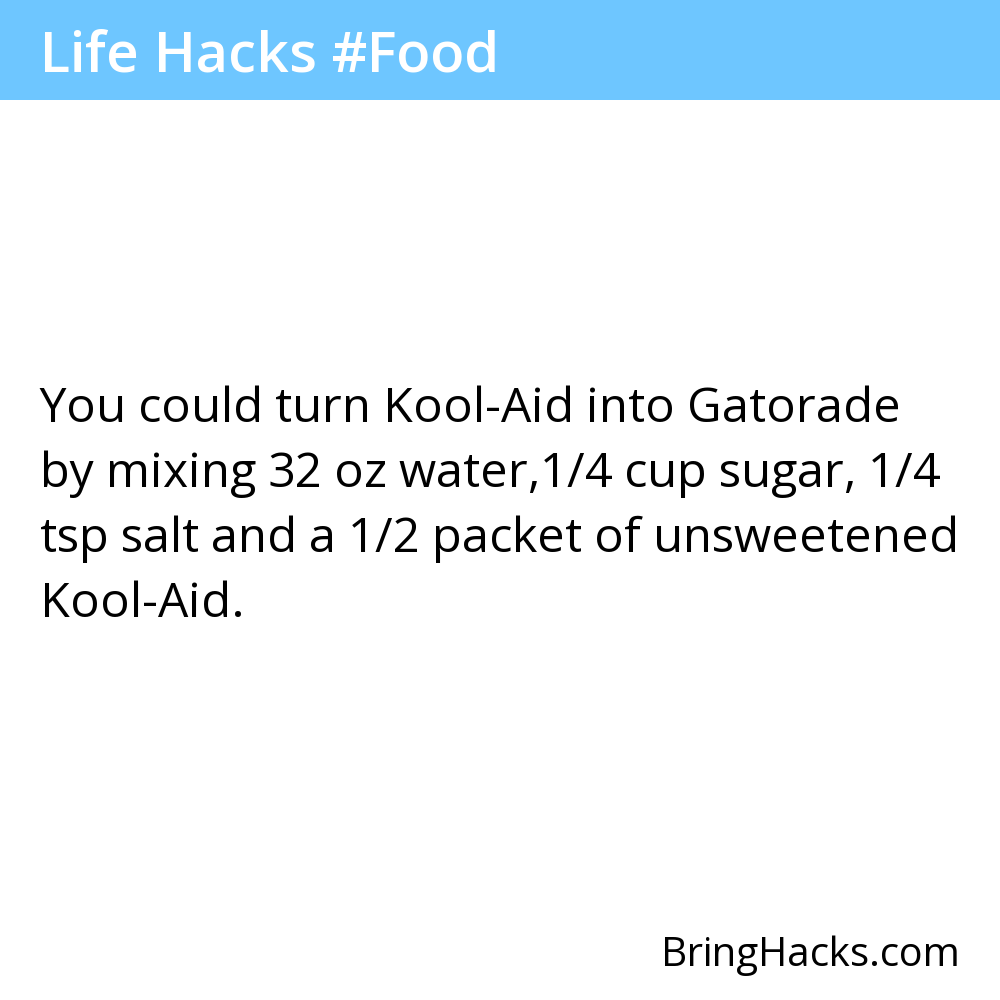 Life Hacks #Food
You could turn Kool-Aid into Gatorade
by mixing 32 oz water,1/4 cup sugar, 1/4
tsp salt and a 1/2 packet of unsweetened
Kool-Aid.
BringHacks.com